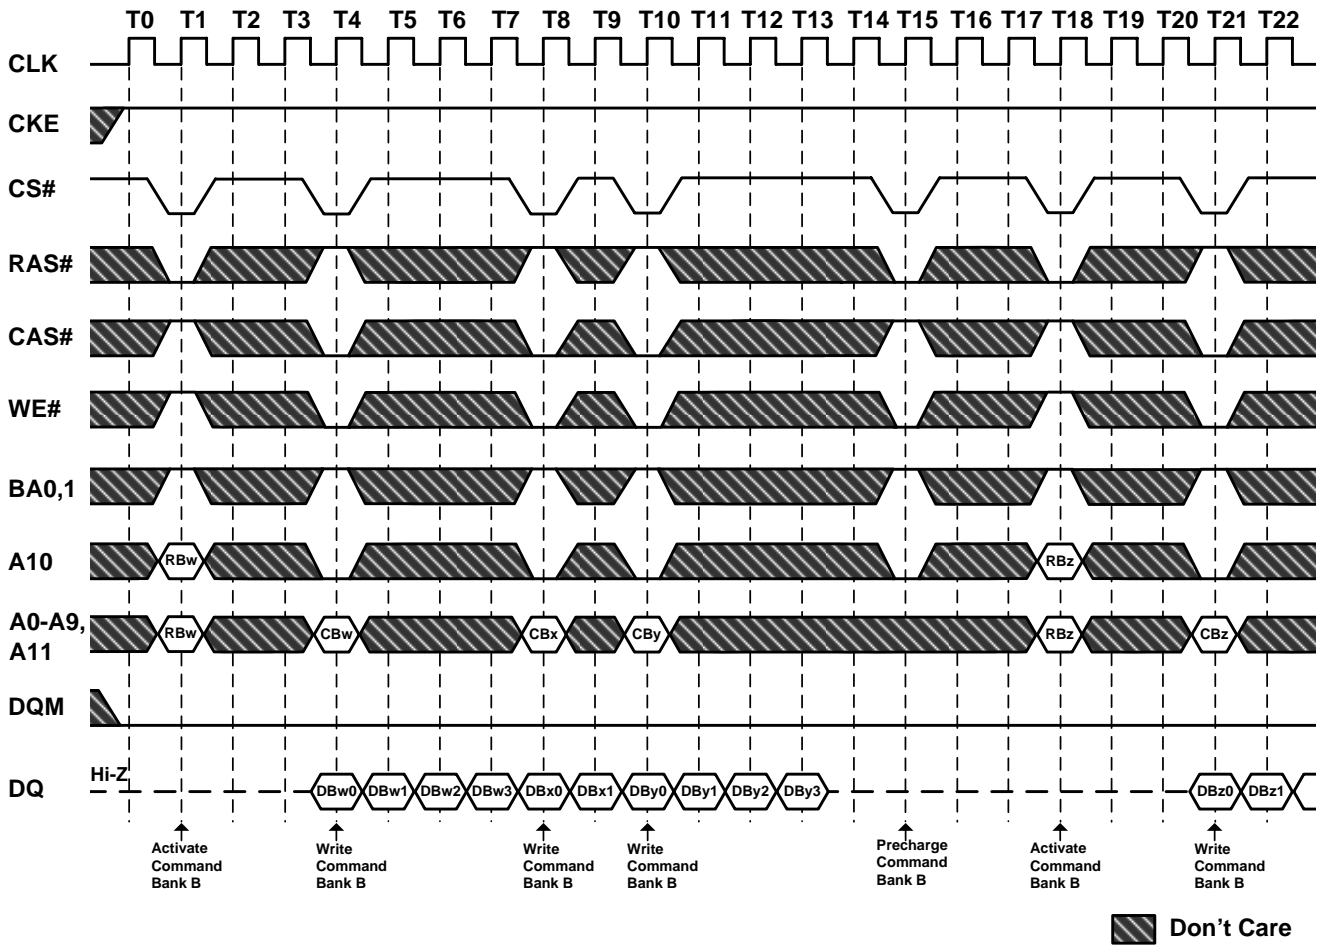 T0 T1 T2 T3 T4 T5 T6 T7 T8 T9 T10 T11 T12 T13 T14 T15 T16 T17 T18 T19 T20 T21 T22
CLK
CKE
CS#
RAS#
CAS#
WE#
BA0,1
A10 RBw RBz
A0-A9,
A11
RBw CBw CBx CBy RBz CBz
DQM
Hi-Z
DQ DBw0 DBw1 DBw2 DBw3 DBx0 DBx1 DBy0 DBy1 DBy2 DBy3 DBz0 DBz1
Activate
Command
Bank B
Write
Command
Bank B
Write
Command
Bank B
Write
Command
Bank B
Precharge
Command
Bank B
Activate
Command
Bank B
Write
Command
Bank B
Don't Care